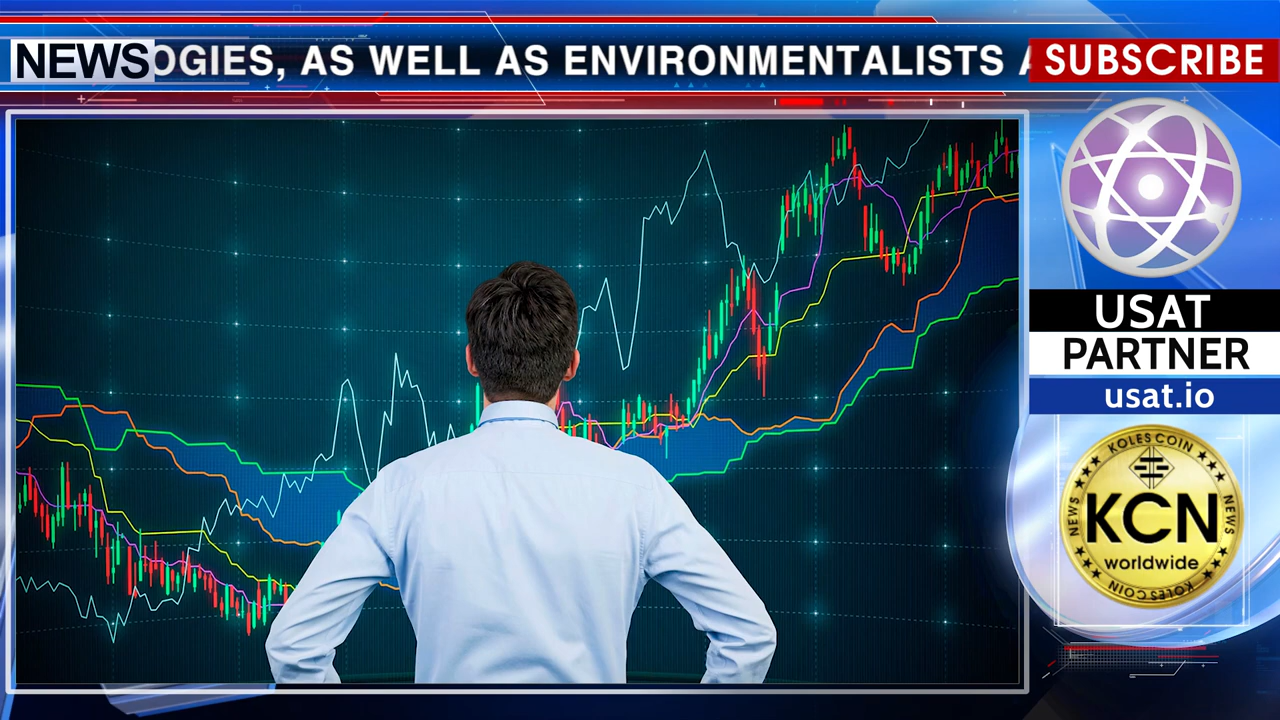 NEWS
OGIES, AS WELL AS ENVIRONMENTALISTS
SUBSCRIBE
USAT
PARTNER
usat.io
KOLES COIN
NEWS
KCN
NEWS
worldwide
KOLES COIN